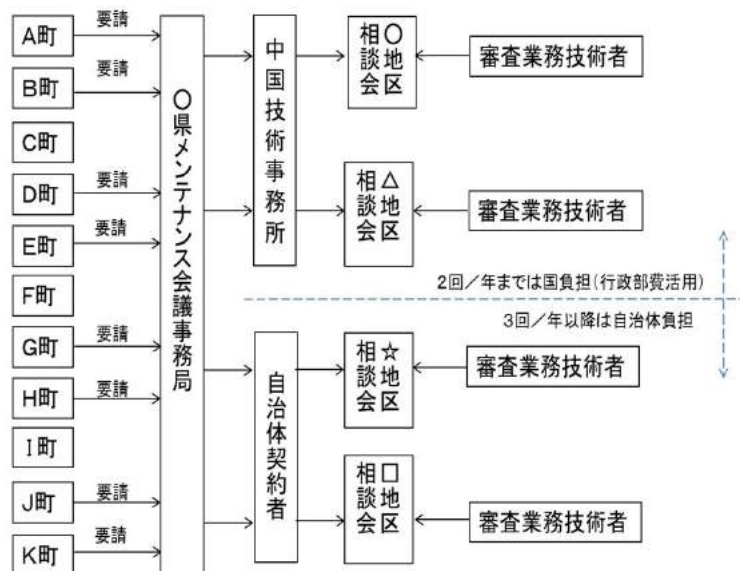 A町
要請
B町
要請
C町
D町
要請
E町
要請
F町
G町
要請
H町
要請
I町
J町
要請
K町
要請
〇県メンテナンス会議事務局
中国技術事務所
自治体契約者
〇地区
相談会
審査業務技術者
△地区
相談会
審査業務技術者
2回/年までは国負担(行政部費活用)
3回/年以降は自治体負担
☆地区
相談会
審査業務技術者
□地区
相談会
審査業務技術者